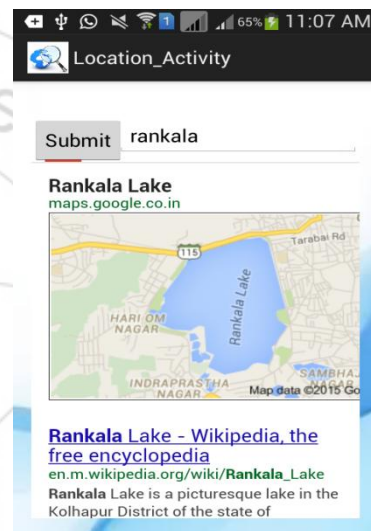 65% 11:07 AM
Location_Activity
Submit rankala
Rankala Lake
maps.google.co.in
115
Tarabai Rd
Rankala Lake
HARI OM
NAGAR
INDRAPRASTHA
NAGAR
SAMBHAJ
NAGAR
Map data ©2015 Go
Rankala Lake - Wikipedia, the
free encyclopedia
en.m.wikipedia.org/wiki/Rankala_Lake
Rankala Lake is a picturesque lake in the
Kolhapur District of the state of